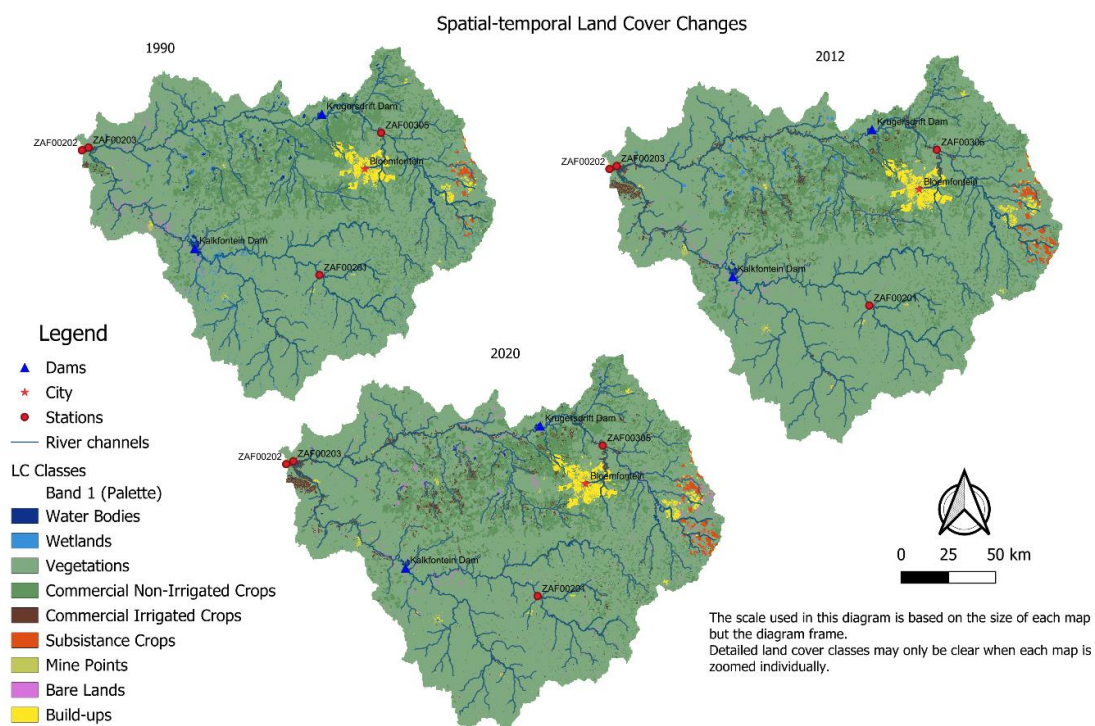 Spatial-temporal Land Cover Changes
1990
Krugersdrift Dam
ZAF00305
ZAF00202
ZAF00203
Bloemfontein
Kalkfontein Dam
ZAF00201
2012
Krugersdrift Dam
ZAF00305
ZAF00202
ZAF00203
Bloemfontein
Kalkfontein Dam
ZAF00201
2020
Krugersdrift Dam
ZAF00305
ZAF00202
ZAF00203
Bloemfontein
Kalkfontein Dam
ZAF00201
Legend
Dams
City
Stations
River channels
LC Classes
Band 1 (Palette)
Water Bodies
Wetlands
Vegetations
Commercial Non-Irrigated Crops
Commercial Irrigated Crops
Subsistance Crops
Mine Points
Bare Lands
Build-ups
0 25 50 km
The scale used in this diagram is based on the size of each map
but the diagram frame.
Detailed land cover classes may only be clear when each map is
zoomed individually.